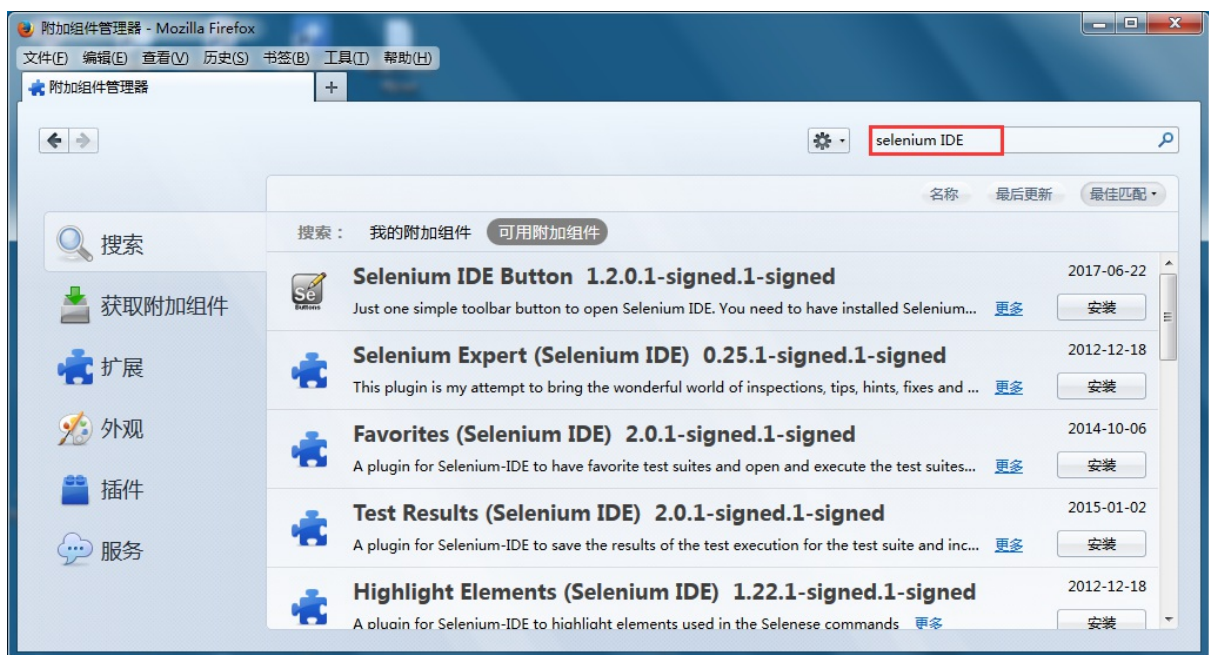 附加组件管理器 - Mozilla Firefox
文件(F) 编辑(E) 查看(V) 历史(S) 书签(B) 工具(T) 帮助(H)
附加组件管理器 +
selenium IDE
名称 最后更新 最佳匹配
搜索： 我的附加组件 可用附加组件
搜索
获取附加组件
扩展
外观
插件
服务
Selenium IDE Button 1.2.0.1-signed.1-signed 2017-06-22
Se Buttons
Just one simple toolbar button to open Selenium IDE. You need to have installed Selenium... 更多 安装
Selenium Expert (Selenium IDE) 0.25.1-signed.1-signed 2012-12-18
This plugin is my attempt to bring the wonderful world of inspections, tips, hints, fixes and ... 更多 安装
Favorites (Selenium IDE) 2.0.1-signed.1-signed 2014-10-06
A plugin for Selenium-IDE to have favorite test suites and open and execute the test suites... 更多 安装
Test Results (Selenium IDE) 2.0.1-signed.1-signed 2015-01-02
A plugin for Selenium-IDE to save the results of the test execution for the test suite and inc... 更多 安装
Highlight Elements (Selenium IDE) 1.22.1-signed.1-signed 2012-12-18
A plugin for Selenium-IDE to highlight elements used in the Selenese commands 更多 安装